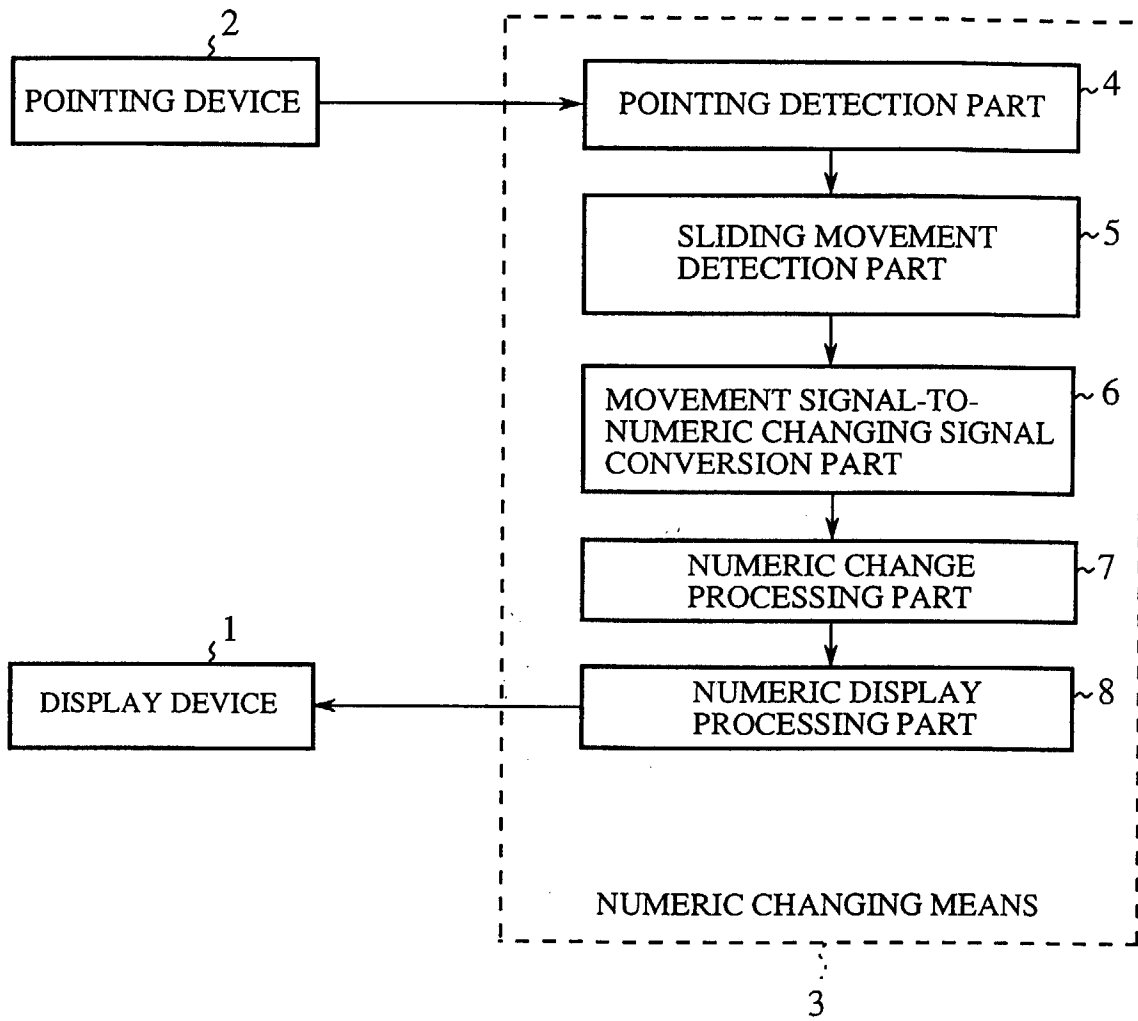 2
POINTING DEVICE
POINTING DETECTION PART
4
SLIDING MOVEMENT
DETECTION PART
5
MOVEMENT SIGNAL-TO-
NUMERIC CHANGING SIGNAL
CONVERSION PART
6
NUMERIC CHANGE
PROCESSING PART
7
1
DISPLAY DEVICE
NUMERIC DISPLAY
PROCESSING PART
8
NUMERIC CHANGING MEANS
3